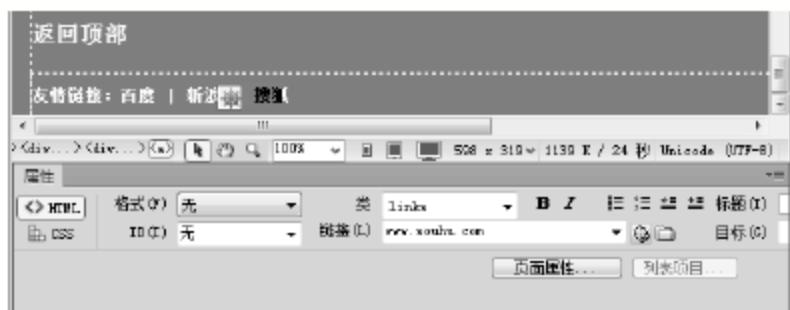 返回顶部
友情链接：百度 | 新浪 搜狐
<div...><div...><a> 100% 598 x 319 1139 K / 24 秒 Unicode (UTF-8)
属性
<> HTML 格式(F) 无 类 links B I 标题(T)
CSS ID(I) 无 链接(L) www.souhu.com 目标(G)
页面属性... 列表项目...